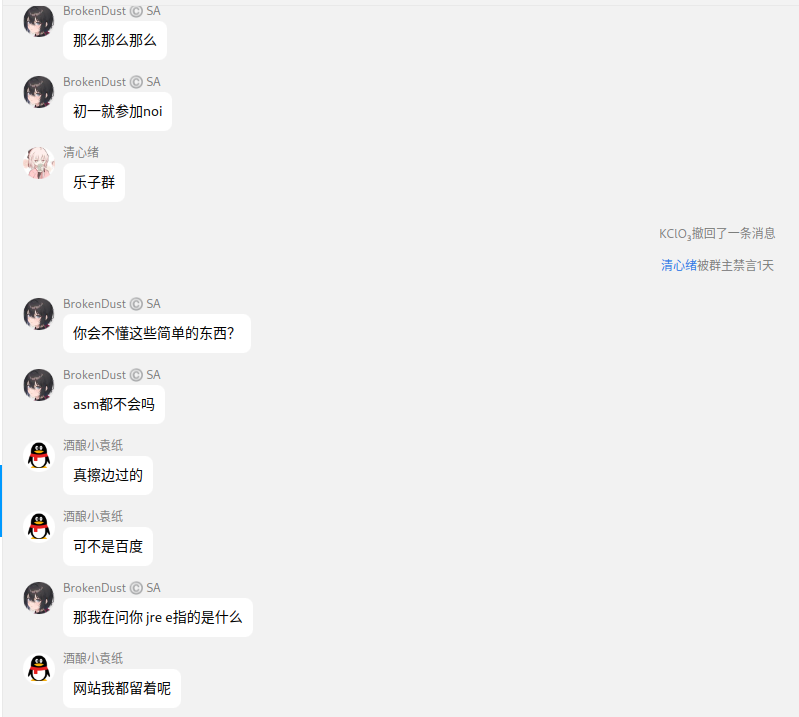 BrokenDust © SA
那么那么那么
BrokenDust © SA
初一就参加noi
清心绪
乐子群
KClO₃撤回了一条消息
清心绪被群主禁言1天
BrokenDust © SA
你会不懂这些简单的东西?
BrokenDust © SA
asm都不会吗
酒酿小袁纸
真擦边过的
酒酿小袁纸
可不是百度
BrokenDust © SA
那我在问你 jre e指的是什么
酒酿小袁纸
网站我都留着呢